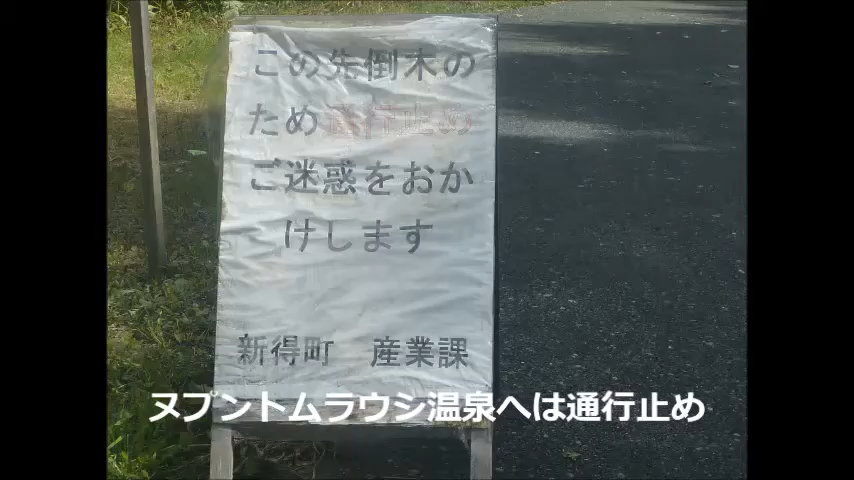 この先倒木の
ため通行止め
ご迷惑をおか
けします
新得町　産業課
ヌプントムラウシ温泉へは通行止め